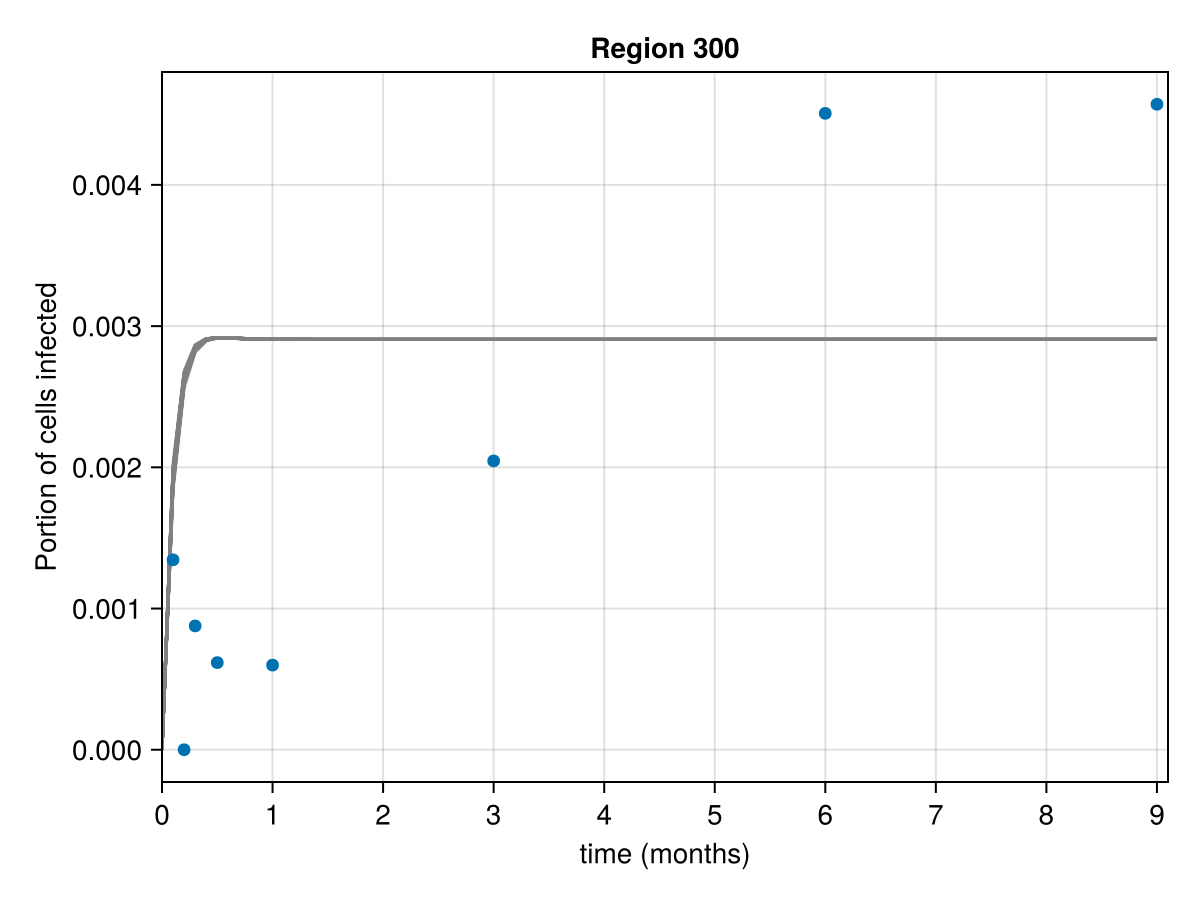 Region 300
Portion of cells infected
0.004
0.003
0.002
0.001
0.000
0 1 2 3 4 5 6 7 8 9
time (months)